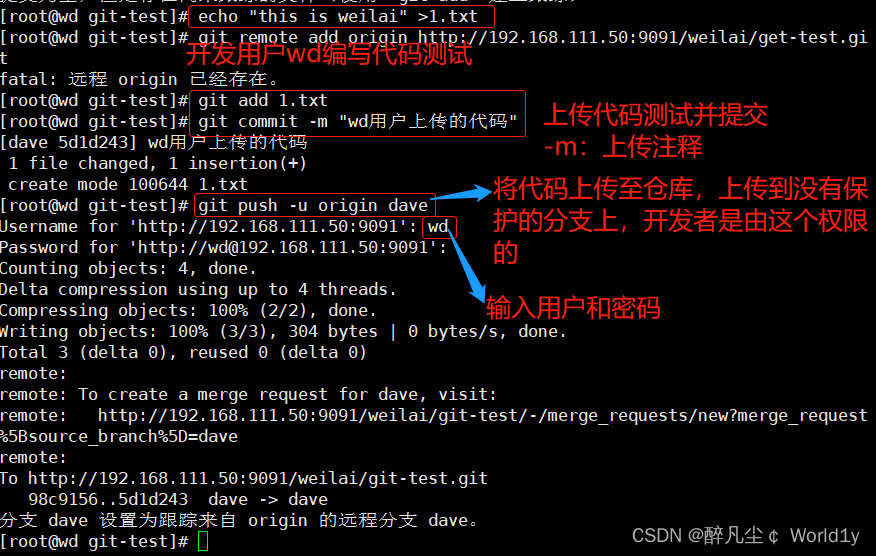 [root@wd git-test]# echo "this is weilai" >1.txt
[root@wd git-test]# git remote add origin http://192.168.111.50:9091/weilai/get-test.gi
t
开发用户wd编写代码测试
fatal: 远程 origin 已经存在。
[root@wd git-test]# git add 1.txt
[root@wd git-test]# git commit -m "wd用户上传的代码"
上传代码测试并提交
-m：上传注释
[dave 5d1d243] wd用户上传的代码
 1 file changed, 1 insertion(+)
 create mode 100644 1.txt
[root@wd git-test]# git push -u origin dave
将代码上传至仓库，上传到没有保
护的分支上，开发者是由这个权限
的
Username for 'http://192.168.111.50:9091': wd
Password for 'http://wd@192.168.111.50:9091':
输入用户和密码
Counting objects: 4, done.
Delta compression using up to 4 threads.
Compressing objects: 100% (2/2), done.
Writing objects: 100% (3/3), 304 bytes | 0 bytes/s, done.
Total 3 (delta 0), reused 0 (delta 0)
remote:
remote: To create a merge request for dave, visit:
remote:   http://192.168.111.50:9091/weilai/git-test/-/merge_requests/new?merge_request
%5Bsource_branch%5D=dave
remote:
To http://192.168.111.50:9091/weilai/git-test.git
   98c9156..5d1d243  dave -> dave
分支 dave 设置为跟踪来自 origin 的远程分支 dave。
[root@wd git-test]#
CSDN @醉凡尘￠ World1y